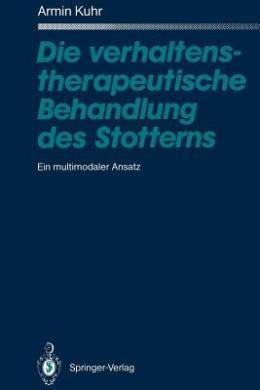 Armin Kuhr
Die verhaltens-
therapeutische
Behandlung
des Stotterns
Ein multimodaler Ansatz
Springer-Verlag